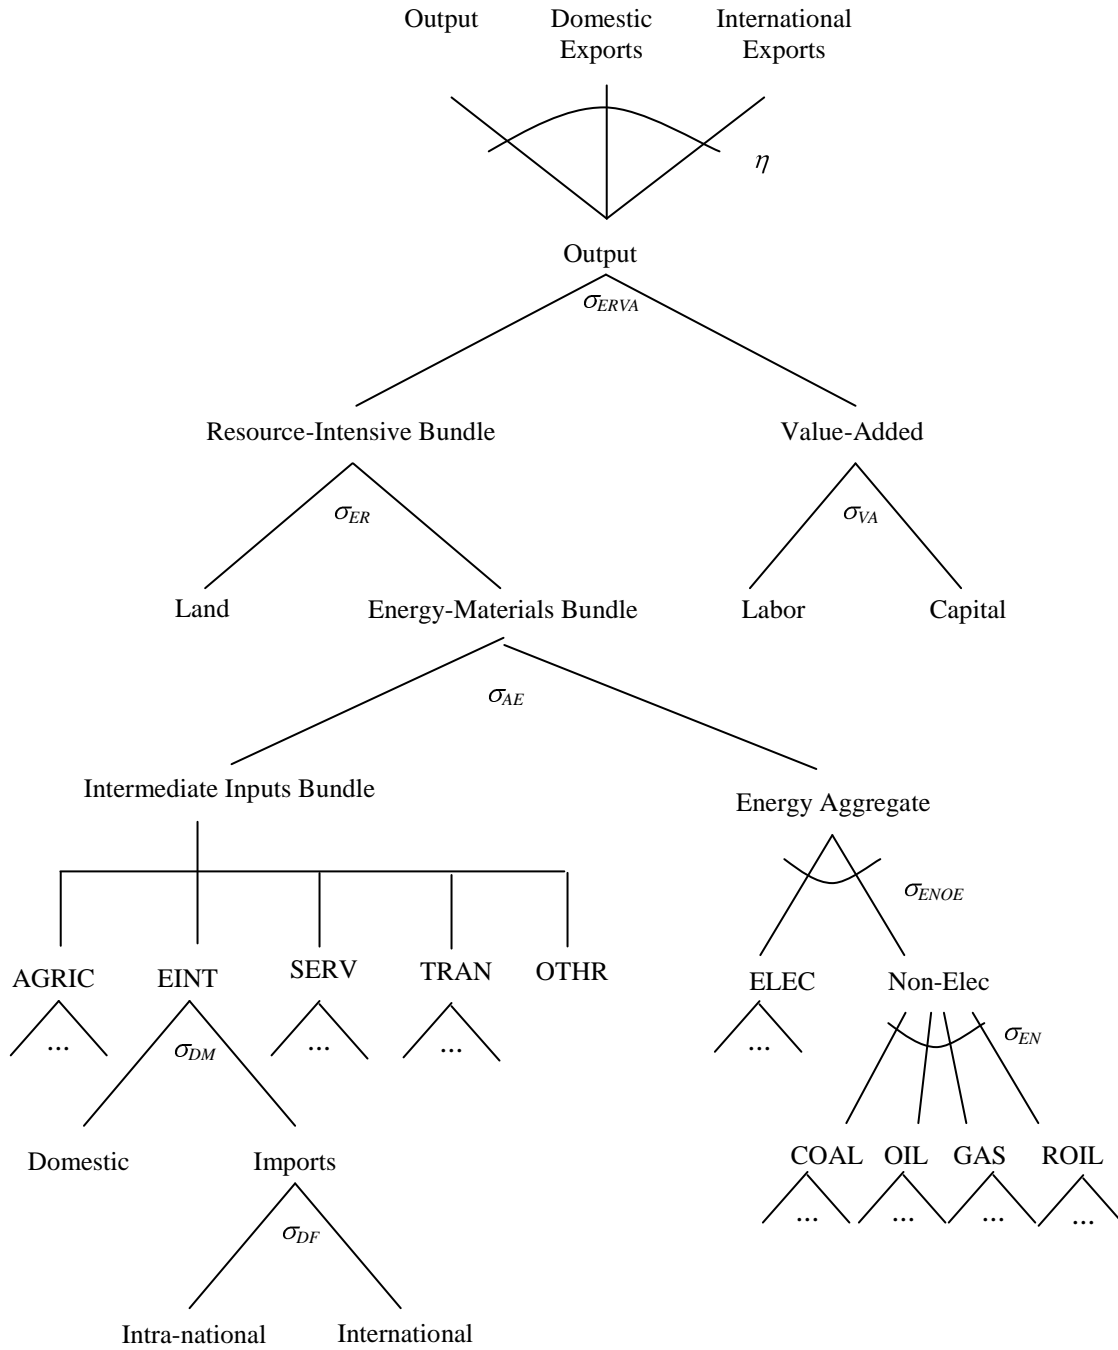 Output
Domestic
Exports
International
Exports
η
Output
σERVA
Resource-Intensive Bundle
Value-Added
σER
σVA
Land
Energy-Materials Bundle
Labor
Capital
σAE
Intermediate Inputs Bundle
Energy Aggregate
σENOE
AGRIC
EINT
SERV
TRAN
OTHR
ELEC
Non-Elec
...
σDM
...
...
...
σEN
Domestic
Imports
COAL
OIL
GAS
ROIL
...
...
...
...
σDF
Intra-national
International